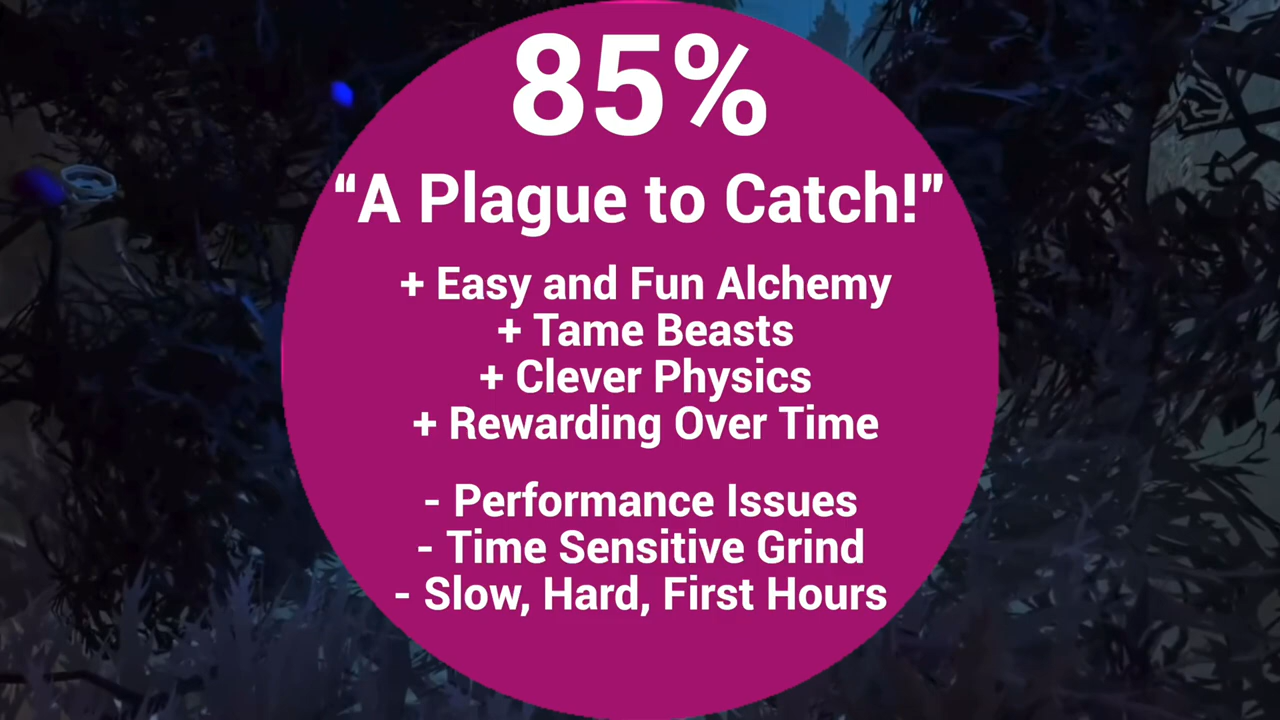 85%
“A Plague to Catch!”
+ Easy and Fun Alchemy
+ Tame Beasts
+ Clever Physics
+ Rewarding Over Time
- Performance Issues
- Time Sensitive Grind
- Slow, Hard, First Hours